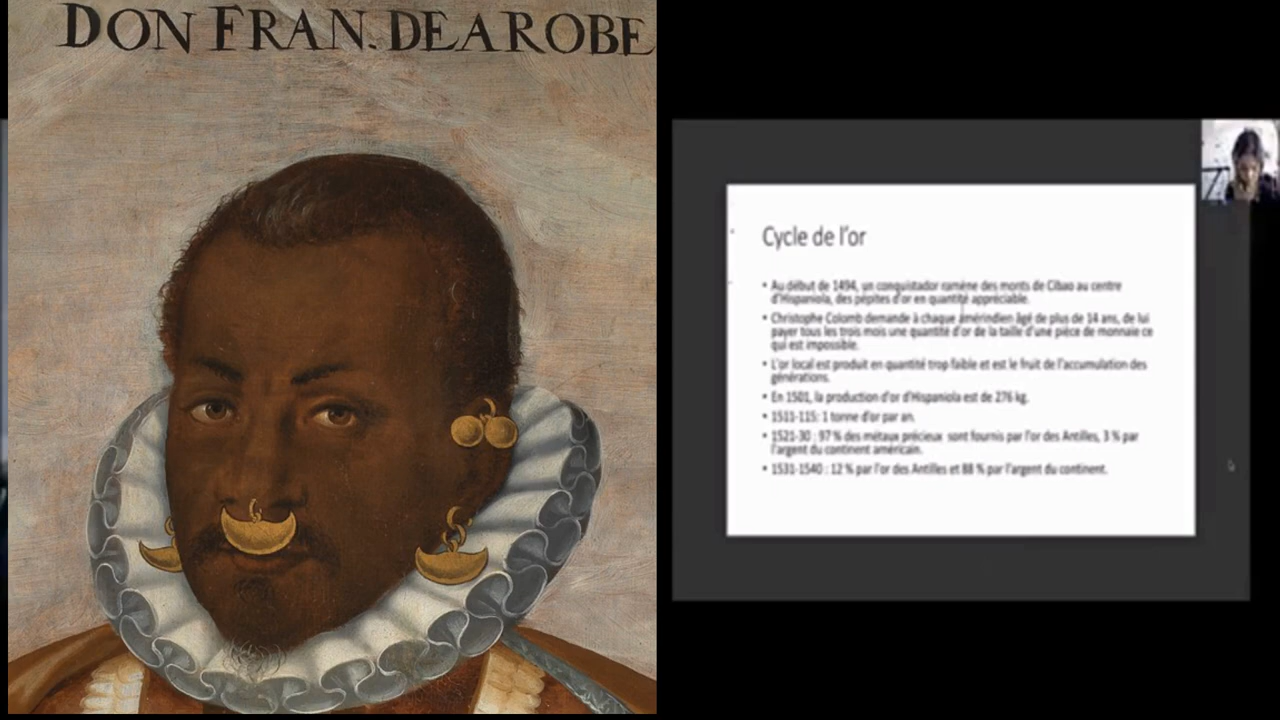 DON FRAN. DE AROBE
Cycle de l'or
• Au début de 1494, un conquistador ramène des monts de Cibao au centre
d'Hispaniola, des pépites d'or en quantité appréciable.
• Christophe Colomb demande à chaque amérindien âgé de plus de 14 ans, de lui
payer tous les trois mois une quantité d'or de la taille d'une pièce de monnaie ce
qui est impossible.
• L'or local est produit en quantité trop faible et est le fruit de l'accumulation des
générations.
• En 1501, la production d'or d'Hispaniola est de 276 kg.
• 1511-115: 1 tonne d'or par an.
• 1521-30 : 97 % des métaux précieux sont fournis par l'or des Antilles, 3 % par
l'argent du continent américain.
• 1531-1540 : 12 % par l'or des Antilles et 88 % par l'argent du continent.